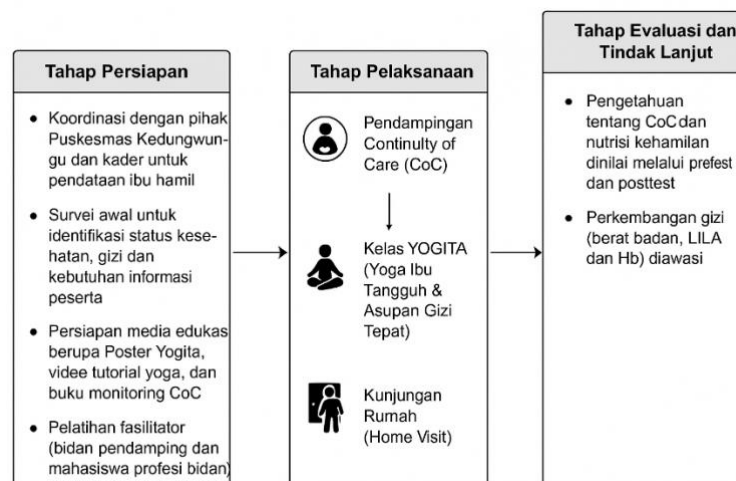 Tahap Persiapan
• Koordinasi dengan pihak
Puskesmas Kedungwun-
gu dan kader untuk
pendataan ibu hamil
• Survei awal untuk
identifikasi status kese-
hatan, gizi dan
kebutuhan informasi
peserta
• Persiapan media edukas
berupa Poster Yogita,
videe tutorial yoga, dan
buku monitoring CoC
• Pelatihan fasilitator
(bidan pendamping dan
mahasiswa profesi bidan)
Tahap Pelaksanaan
Pendampingan
Continuity of
Care (CoC)
Kelas YOGITA
(Yoga Ibu
Tangguh &
Asupan Gizi
Tepat)
Kunjungan
Rumah
(Home Visit)
Tahap Evaluasi dan
Tindak Lanjut
• Pengetahuan
tentang CoC dan
nutrisi kehamilan
dinilai melalui prefest
dan posttest
• Perkembangan gizi
(berat badan, LILA
dan Hb) diawasi